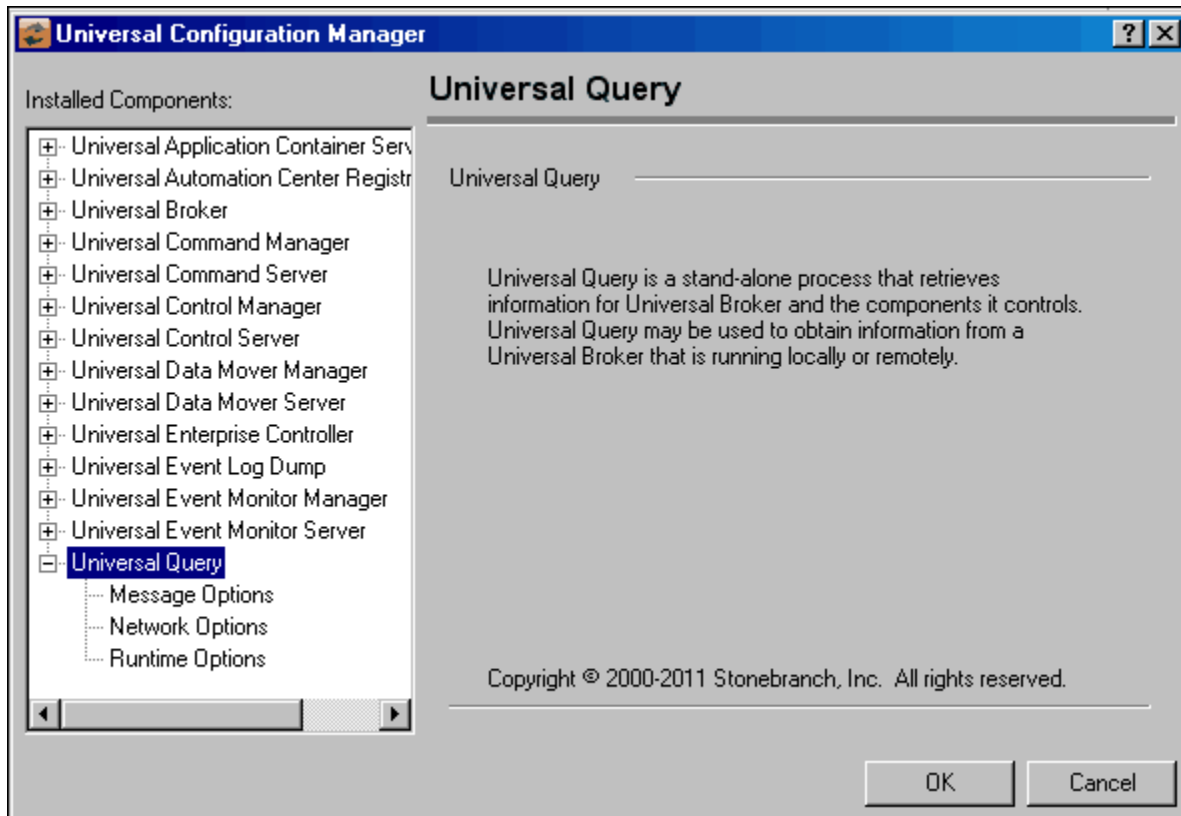 Universal Configuration Manager
Installed Components:
Universal Application Container Serv
Universal Automation Center Registr
Universal Broker
Universal Command Manager
Universal Command Server
Universal Control Manager
Universal Control Server
Universal Data Mover Manager
Universal Data Mover Server
Universal Enterprise Controller
Universal Event Log Dump
Universal Event Monitor Manager
Universal Event Monitor Server
Universal Query
Message Options
Network Options
Runtime Options
Universal Query
Universal Query
Universal Query is a stand-alone process that retrieves
information for Universal Broker and the components it controls.
Universal Query may be used to obtain information from a
Universal Broker that is running locally or remotely.
Copyright © 2000-2011 Stonebranch, Inc.  All rights reserved.
OK
Cancel